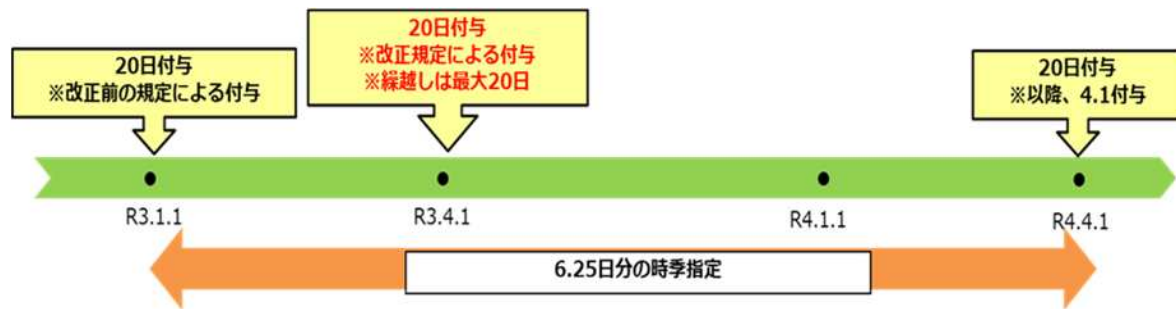 20日付与
※改正前の規定による付与
20日付与
※改正規定による付与
※繰越しは最大20日
20日付与
※以降、4.1付与
R3.1.1
R3.4.1
R4.1.1
R4.4.1
6.25日分の時季指定